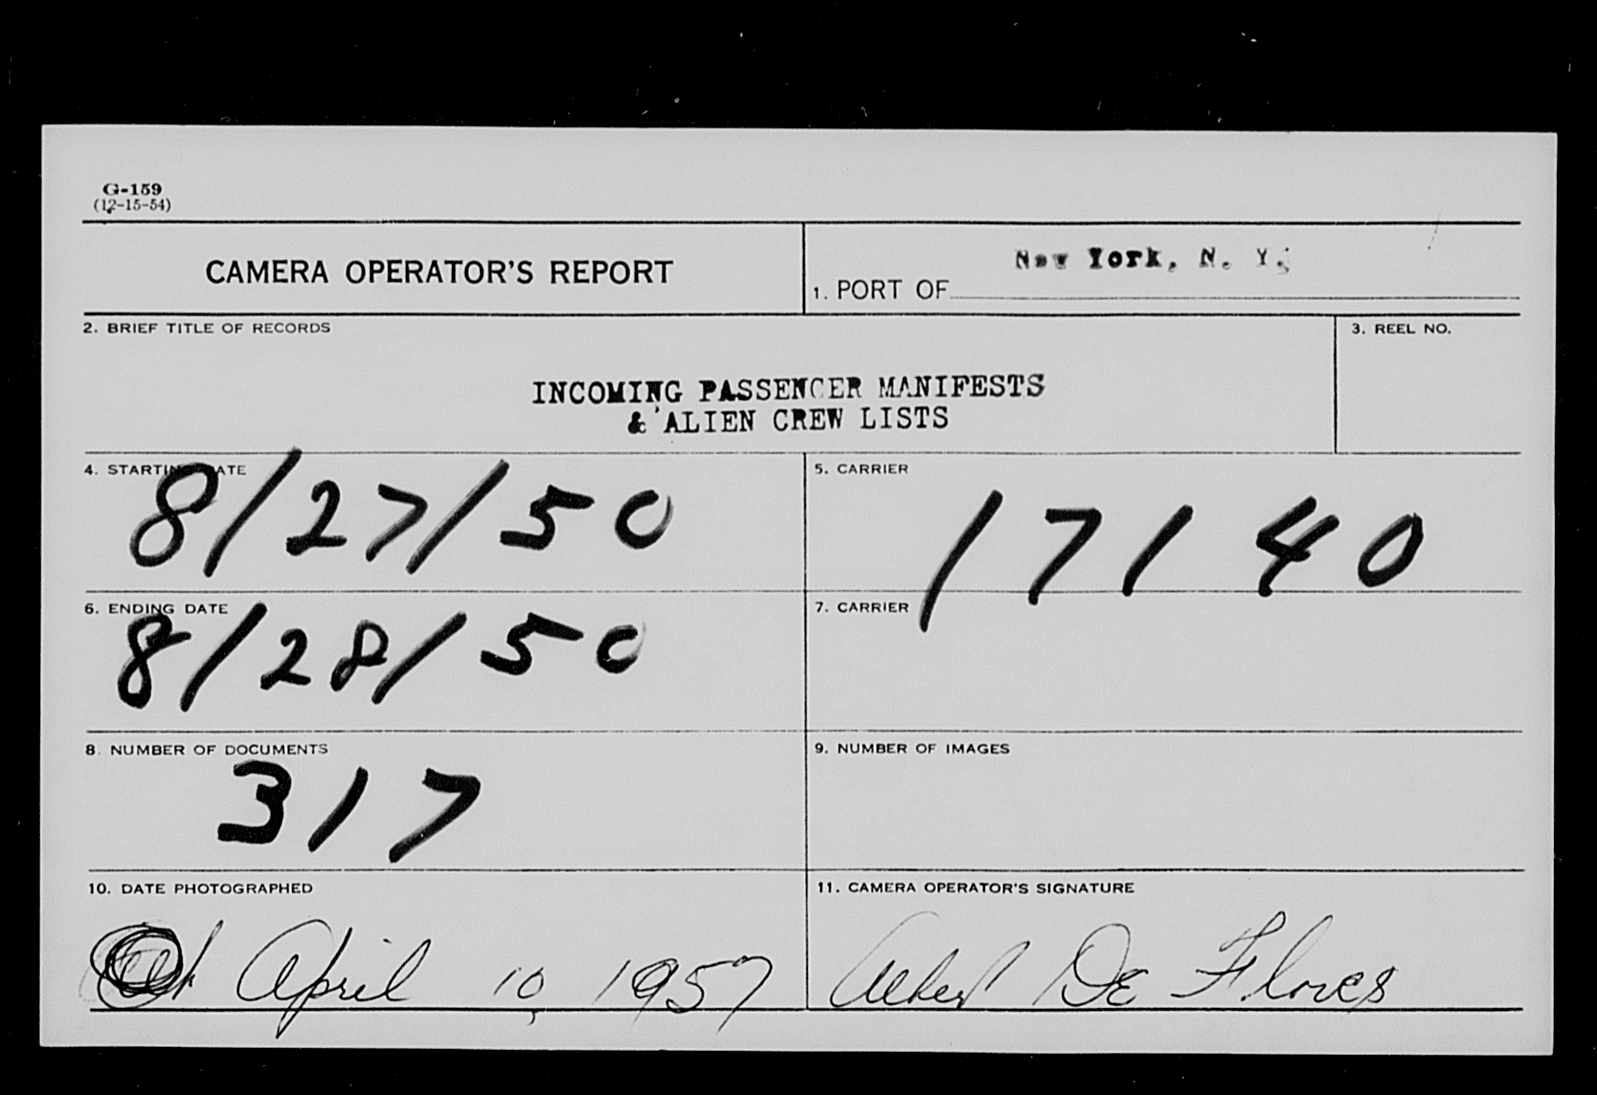 G-159
(12-15-54)
CAMERA OPERATOR'S REPORT
New York, N. Y.
1. PORT OF
2. BRIEF TITLE OF RECORDS
3. REEL NO.
INCOMING PASSENGER MANIFESTS
& ALIEN CREW LISTS
4. STARTING DATE
8/27/50
5. CARRIER
17140
6. ENDING DATE
8/28/50
7. CARRIER
8. NUMBER OF DOCUMENTS
317
9. NUMBER OF IMAGES
10. DATE PHOTOGRAPHED
April 10, 1957
11. CAMERA OPERATOR'S SIGNATURE
Albert De Flores